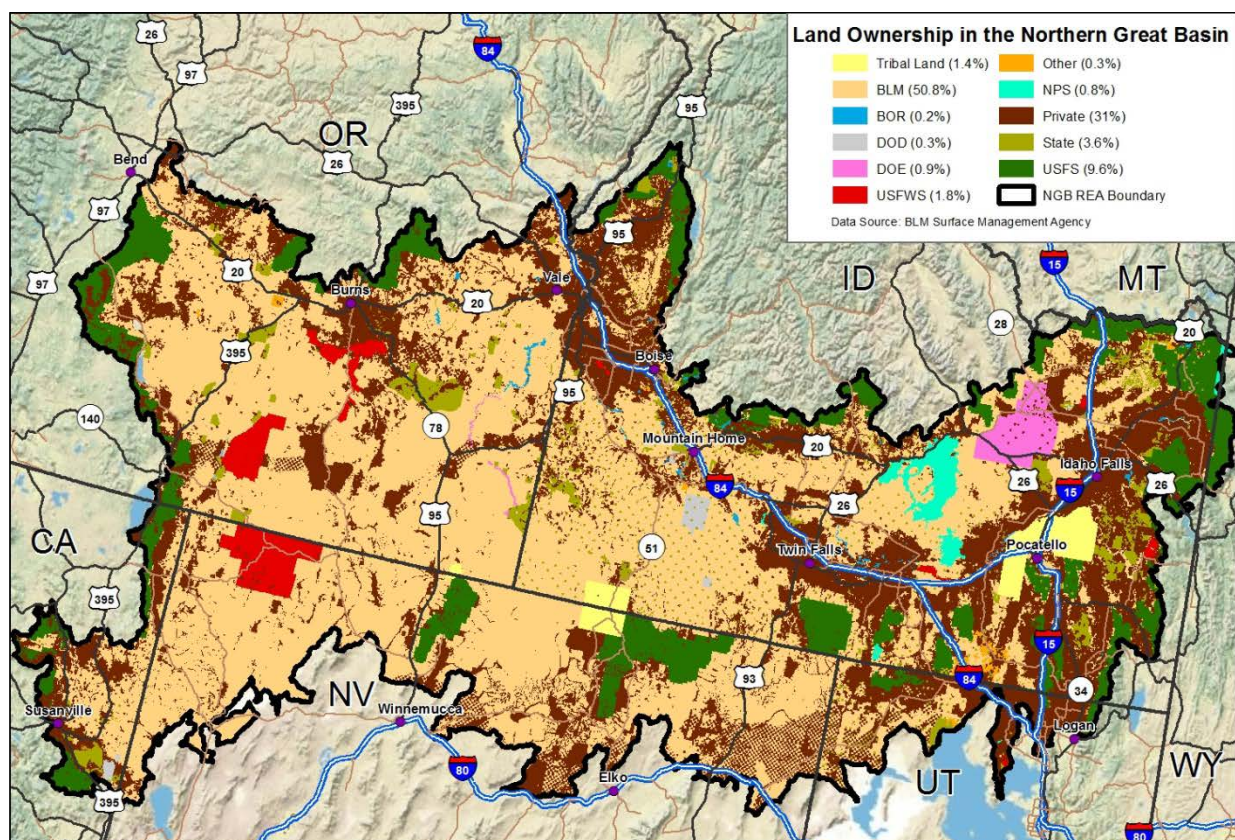 Land Ownership in the Northern Great Basin
Tribal Land (1.4%)
BLM (50.8%)
BOR (0.2%)
DOD (0.3%)
DOE (0.9%)
USFWS (1.8%)
Other (0.3%)
NPS (0.8%)
Private (31%)
State (3.6%)
USFS (9.6%)
NGB REA Boundary
Data Source: BLM Surface Management Agency
26
97
84
395
95
OR
26
Bend
97
95
15
ID
MT
20
97
Vale
28
20
Burns
20
395
Boise
95
140
78
Mountain Home
20
Idaho Falls
26
26
84
15
26
95
CA
51
Twin Falls
Pocatello
395
15
93
84
34
NV
Susanville
Winnemucca
Logan
80
Elko
UT
WY
395
80